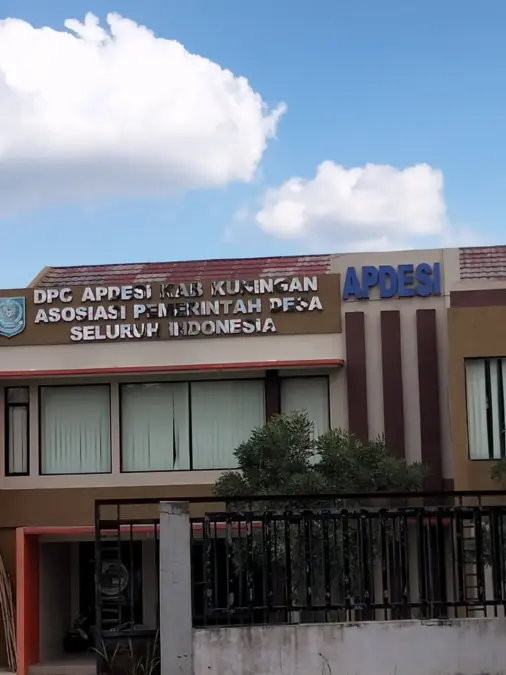 DPC APDESI KAB KUNINGAN
ASOSIASI PEMERINTAH DESA
SELURUH INDONESIA
APDESI